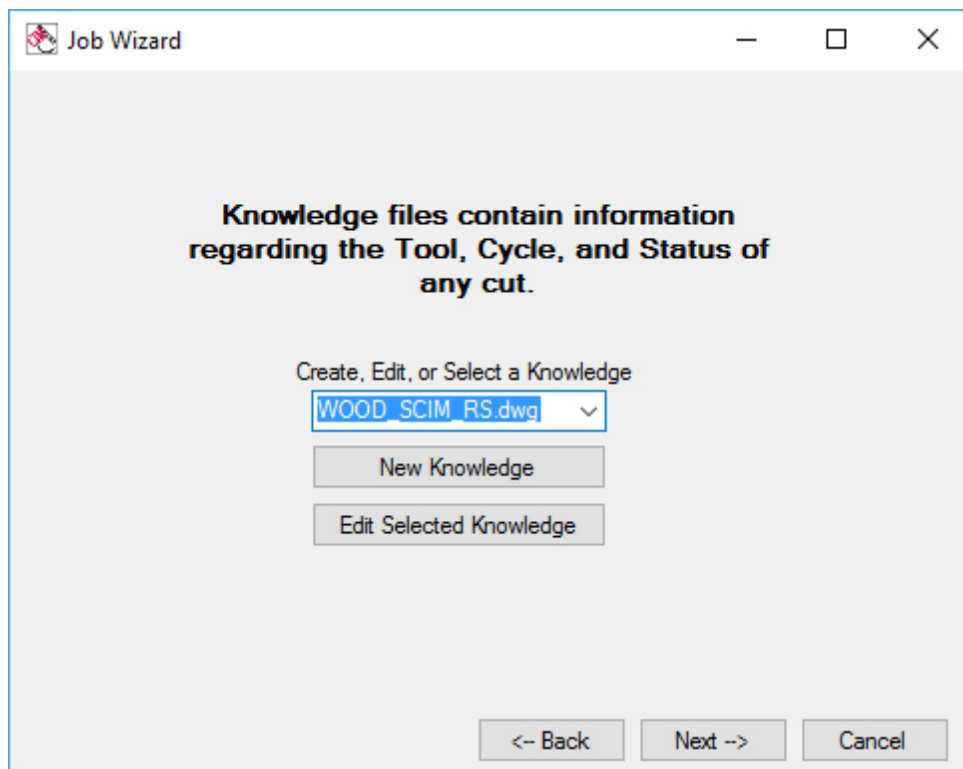 Job Wizard
Knowledge files contain information
regarding the Tool, Cycle, and Status of
any cut.
Create, Edit, or Select a Knowledge
WOOD_SCIM_RS.dwg
New Knowledge
Edit Selected Knowledge
<-- Back Next --> Cancel